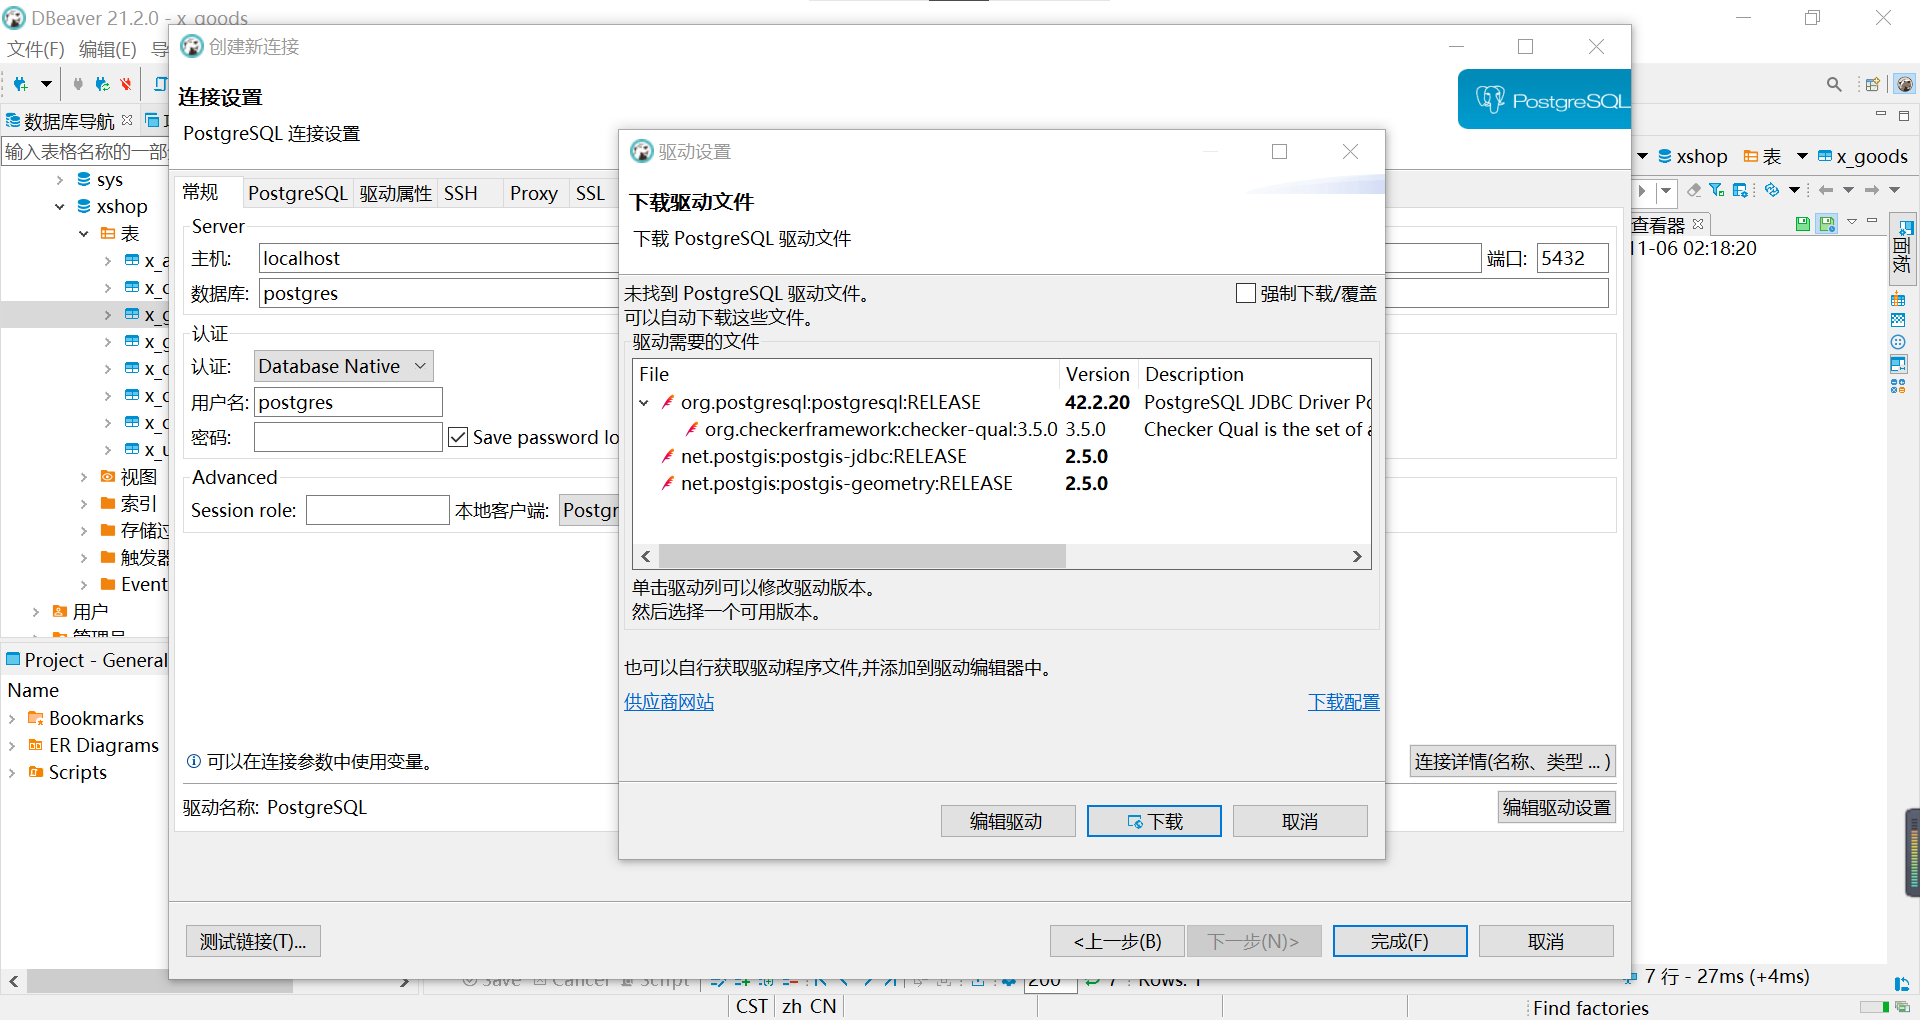 DBeaver 21.2.0 - x_goods
文件(F) 编辑(E) 导
创建新连接
连接设置
PostgreSQL 连接设置
PostgreSQL
数据库导航
输入表格名称的一部分
sys
xshop
表
x_a
x_c
x_g
x_g
x_c
x_c
x_c
x_u
视图
索引
存储过
触发器
Event
用户
管理员
Project - General
Name
Bookmarks
ER Diagrams
Scripts
常规 PostgreSQL 驱动属性 SSH Proxy SSL
Server
主机: localhost
端口: 5432
数据库: postgres
认证
认证: Database Native
用户名: postgres
密码: Save password lo
Advanced
Session role: 本地客户端: Postgr
可以在连接参数中使用变量。
连接详情(名称、类型 ... )
驱动名称: PostgreSQL
编辑驱动设置
测试链接(T)... <上一步(B) 下一步(N)> 完成(F) 取消
驱动设置
下载驱动文件
下载 PostgreSQL 驱动文件
未找到 PostgreSQL 驱动文件。
强制下载/覆盖
可以自动下载这些文件。
驱动需要的文件
File Version Description
org.postgresql:postgresql:RELEASE 42.2.20 PostgreSQL JDBC Driver Po
org.checkerframework:checker-qual:3.5.0 3.5.0 Checker Qual is the set of a
net.postgis:postgis-jdbc:RELEASE 2.5.0
net.postgis:postgis-geometry:RELEASE 2.5.0
单击驱动列可以修改驱动版本。
然后选择一个可用版本。
也可以自行获取驱动程序文件,并添加到驱动编辑器中。
供应商网站 下载配置
编辑驱动 下载 取消
xshop 表 x_goods
查看器
11-06 02:18:20
面板
Save Cancel Script 200 7 Rows: 1
7 行 - 27ms (+4ms)
CST zh CN
Find factories